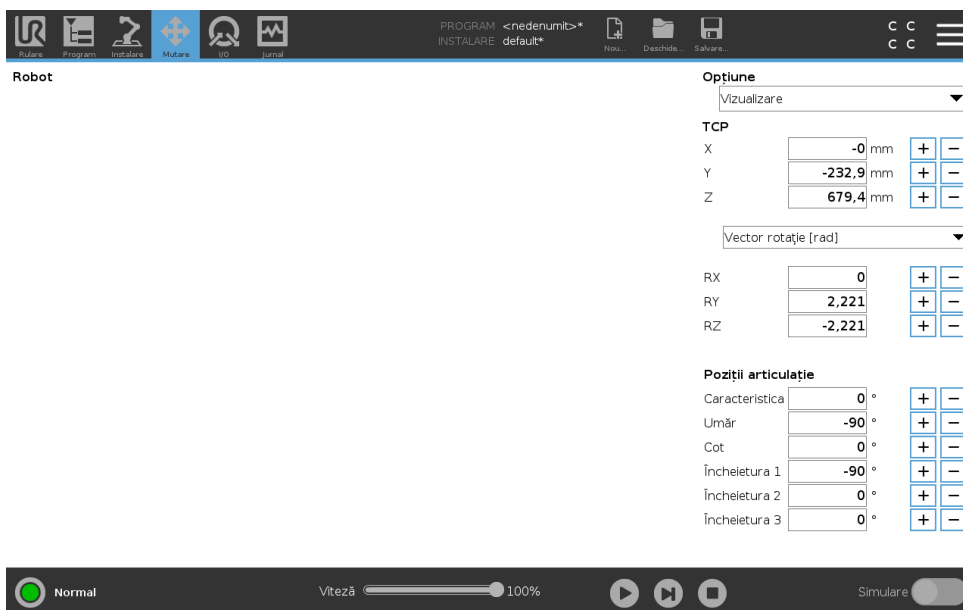 UR
Rulare
Program
Instalare
Mutare
I/O
Jurnal
PROGRAM <nedenumit>*
INSTALARE default*
Nou...
Deschide...
Salvare...
C C
C C
Robot
Opțiune
Vizualizare
TCP
X -0 mm + −
Y -232,9 mm + −
Z 679,4 mm + −
Vector rotație [rad]
RX 0 + −
RY 2,221 + −
RZ -2,221 + −
Poziții articulație
Caracteristica 0 ° + −
Umăr -90 ° + −
Cot 0 ° + −
Încheietura 1 -90 ° + −
Încheietura 2 0 ° + −
Încheietura 3 0 ° + −
Normal
Viteză 100%
Simulare